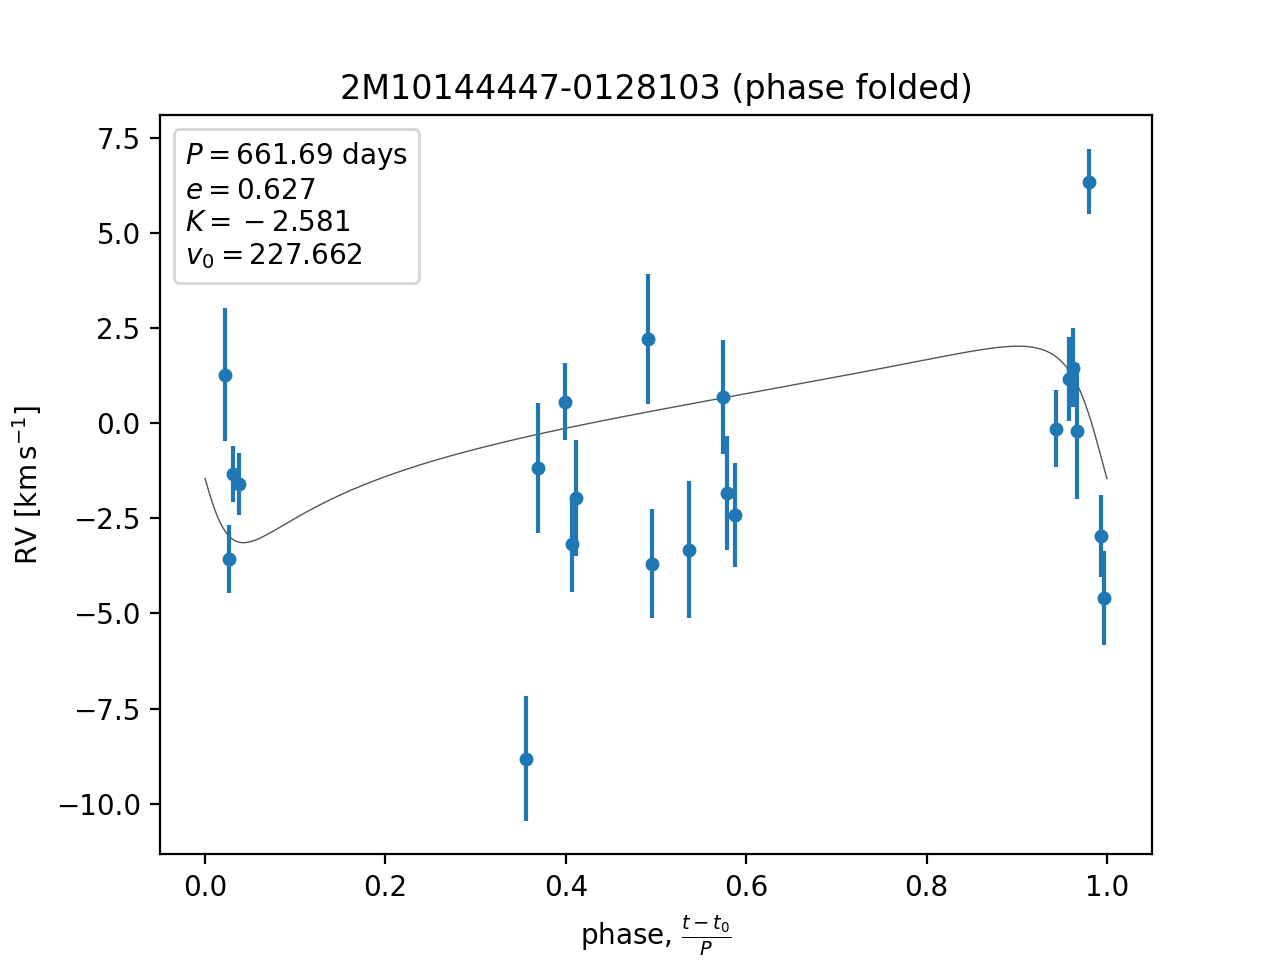 2M10144447-0128103 (phase folded)
P = 661.69 days
e = 0.627
K = −2.581
v₀ = 227.662
RV [km s⁻¹]
7.5
5.0
2.5
0.0
−2.5
−5.0
−7.5
−10.0
0.0 0.2 0.4 0.6 0.8 1.0
phase, (t − t₀)/P